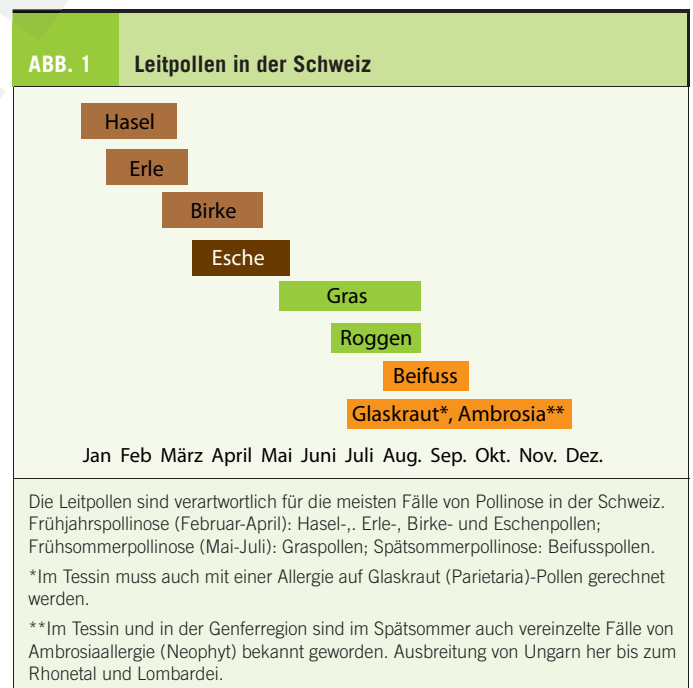 ABB. 1 Leitpollen in der Schweiz
Hasel
Erle
Birke
Esche
Gras
Roggen
Beifuss
Glaskraut*, Ambrosia**
Jan Feb März April Mai Juni Juli Aug. Sep. Okt. Nov. Dez.
Die Leitpollen sind verartwortlich für die meisten Fälle von Pollinose in der Schweiz.
Frühjahrspollinose (Februar-April): Hasel-,. Erle-, Birke- und Eschenpollen;
Frühsommerpollinose (Mai-Juli): Graspollen; Spätsommerpollinose: Beifusspollen.
*Im Tessin muss auch mit einer Allergie auf Glaskraut (Parietaria)-Pollen gerechnet
werden.
**Im Tessin und in der Genferregion sind im Spätsommer auch vereinzelte Fälle von
Ambrosiaallergie (Neophyt) bekannt geworden. Ausbreitung von Ungarn her bis zum
Rhonetal und Lombardei.